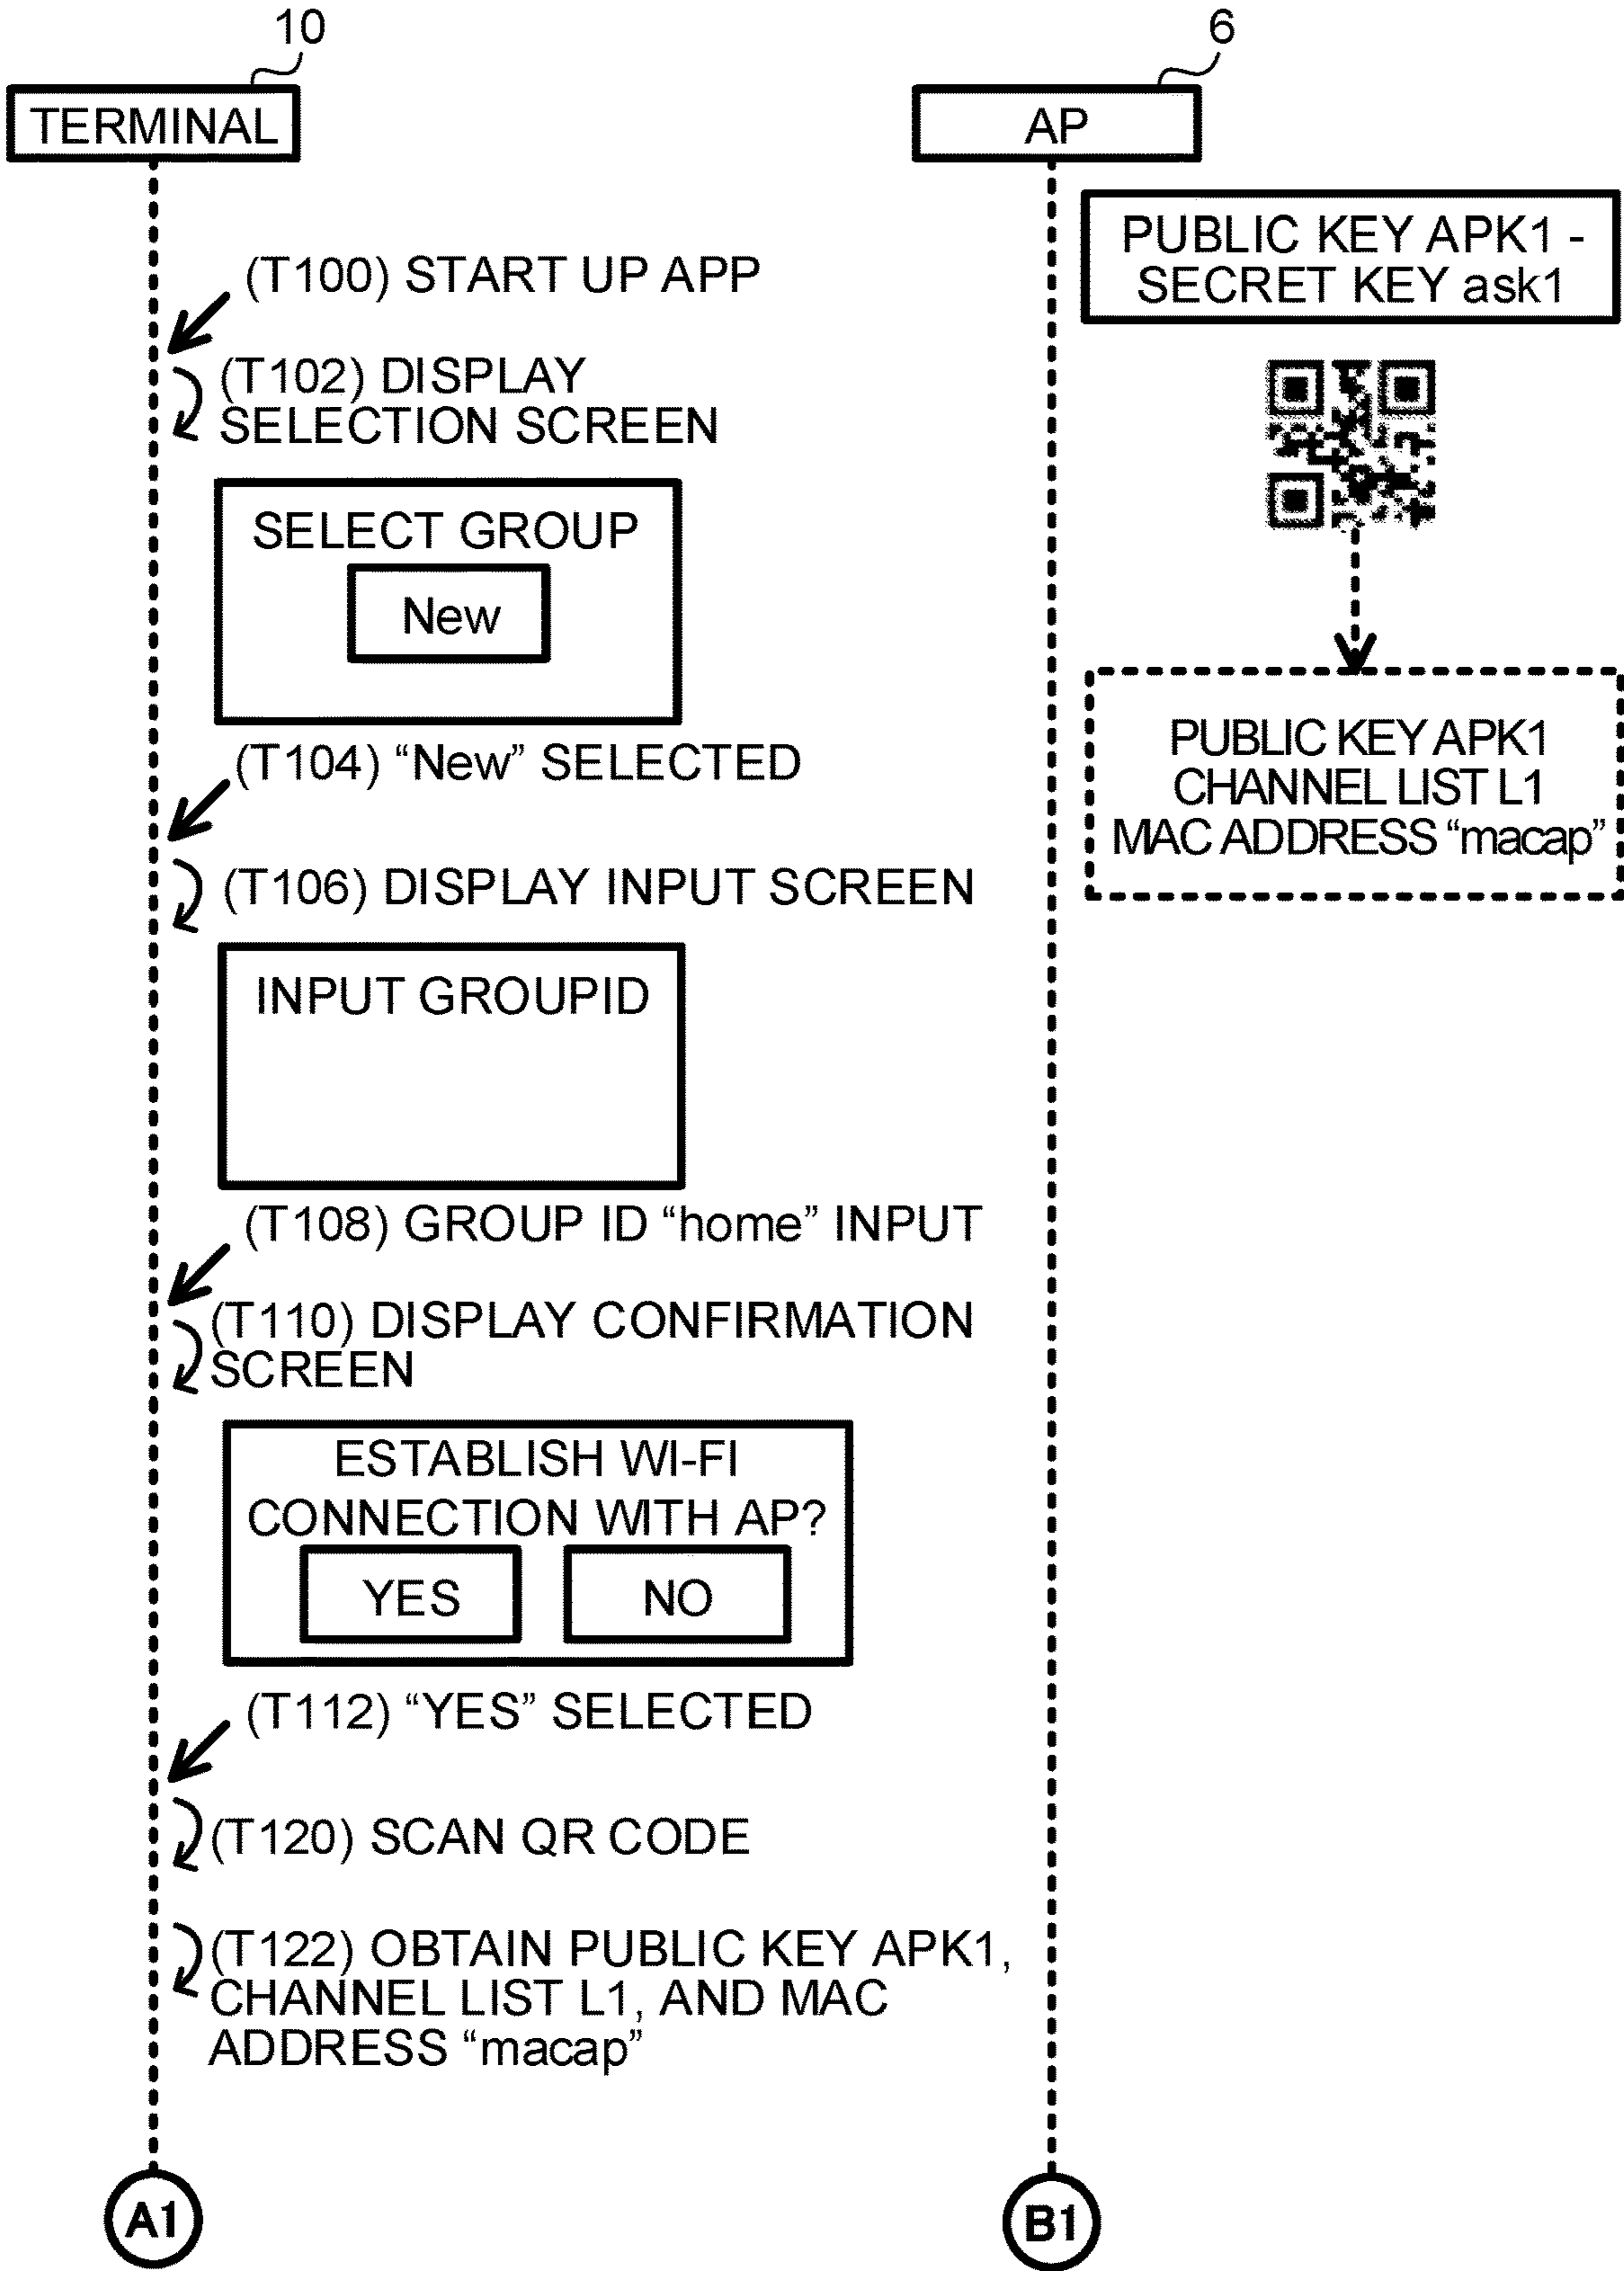 10
6
TERMINAL
AP
PUBLIC KEY APK1 -
SECRET KEY ask1
(T100) START UP APP
(T102) DISPLAY
SELECTION SCREEN
SELECT GROUP
New
PUBLIC KEY APK1
CHANNEL LIST L1
MAC ADDRESS “macap”
(T104) “New” SELECTED
(T106) DISPLAY INPUT SCREEN
INPUT GROUPID
(T108) GROUP ID “home” INPUT
(T110) DISPLAY CONFIRMATION
SCREEN
ESTABLISH WI-FI
CONNECTION WITH AP?
YES
NO
(T112) “YES” SELECTED
(T120) SCAN QR CODE
(T122) OBTAIN PUBLIC KEY APK1,
CHANNEL LIST L1, AND MAC
ADDRESS “macap”
A1
B1